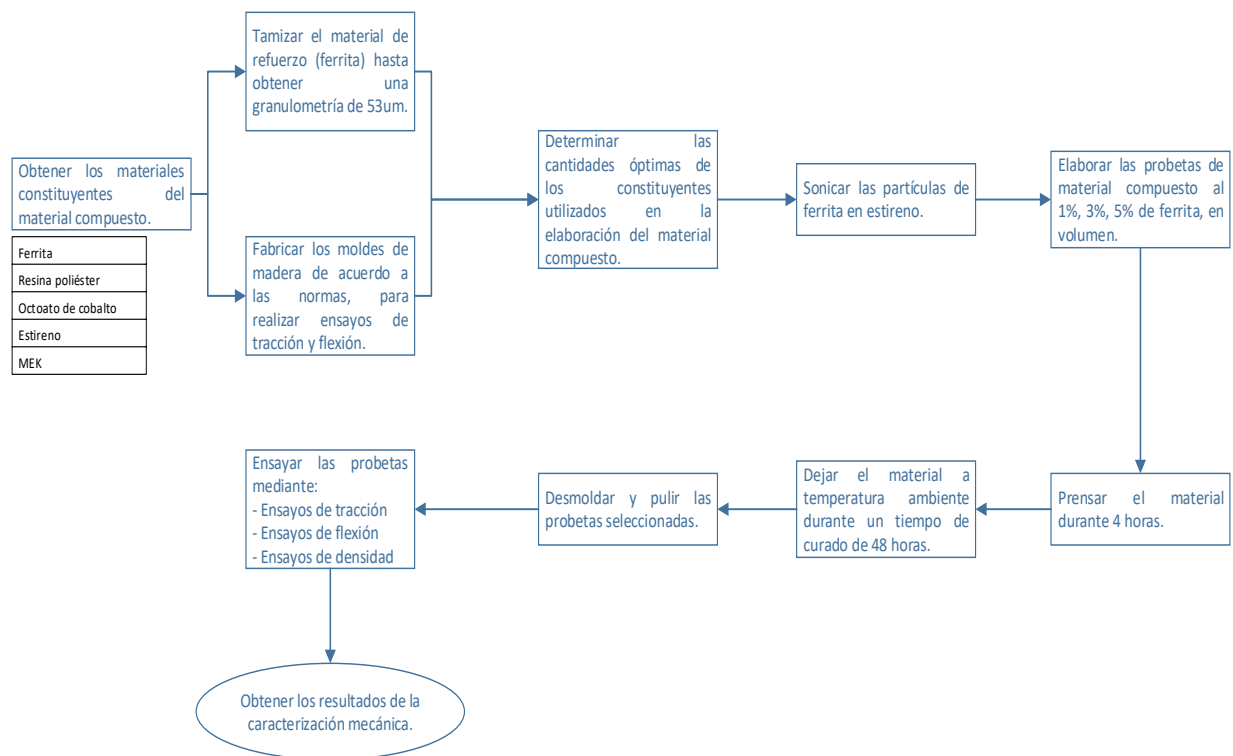 Obtener los materiales
constituyentes del
material compuesto.
Ferrita
Resina poliéster
Octoato de cobalto
Estireno
MEK
Tamizar el material de
refuerzo (ferrita) hasta
obtener una
granulometría de 53um.
Fabricar los moldes de
madera de acuerdo a
las normas, para
realizar ensayos de
tracción y flexión.
Determinar las
cantidades óptimas de
los constituyentes
utilizados en la
elaboración del material
compuesto.
Sonicar las partículas de
ferrita en estireno.
Elaborar las probetas de
material compuesto al
1%, 3%, 5% de ferrita, en
volumen.
Prensar el material
durante 4 horas.
Dejar el material a
temperatura ambiente
durante un tiempo de
curado de 48 horas.
Desmoldar y pulir las
probetas seleccionadas.
Ensayar las probetas
mediante:
- Ensayos de tracción
- Ensayos de flexión
- Ensayos de densidad
Obtener los resultados de la
caracterización mecánica.